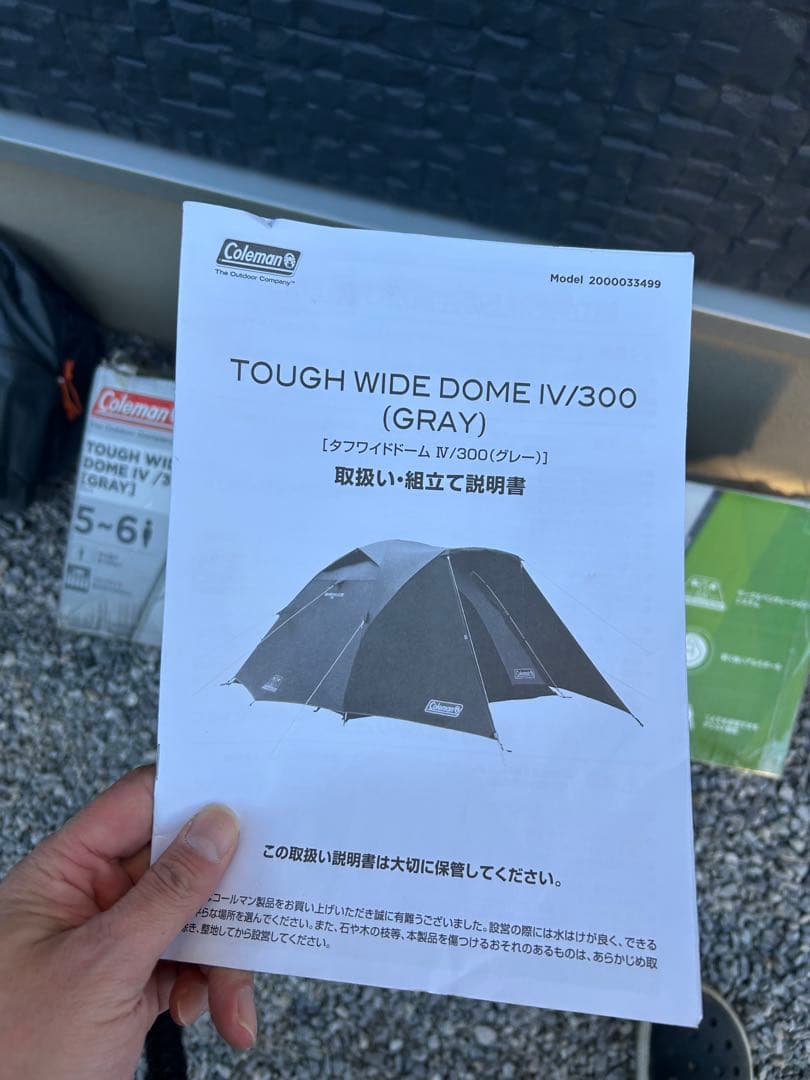 Coleman
The Outdoor Company™
Model 2000033499
TOUGH WIDE DOME IV/300
(GRAY)
[タフワイドドーム Ⅳ/300(グレー)]
取扱い・組立て説明書
Coleman
この取扱い説明書は大切に保管してください。
コールマン製品をお買い上げいただき誠に有難うございました。設営の際には水はけが良く、できる
らな場所を選んでください。また、石や木の枝等、本製品を傷つけるおそれのあるものは、あらかじめ取
き、整地してから設営してください。
Coleman
The Outdoor
TOUGH WI
DOME IV /3
[GRAY]
5~6